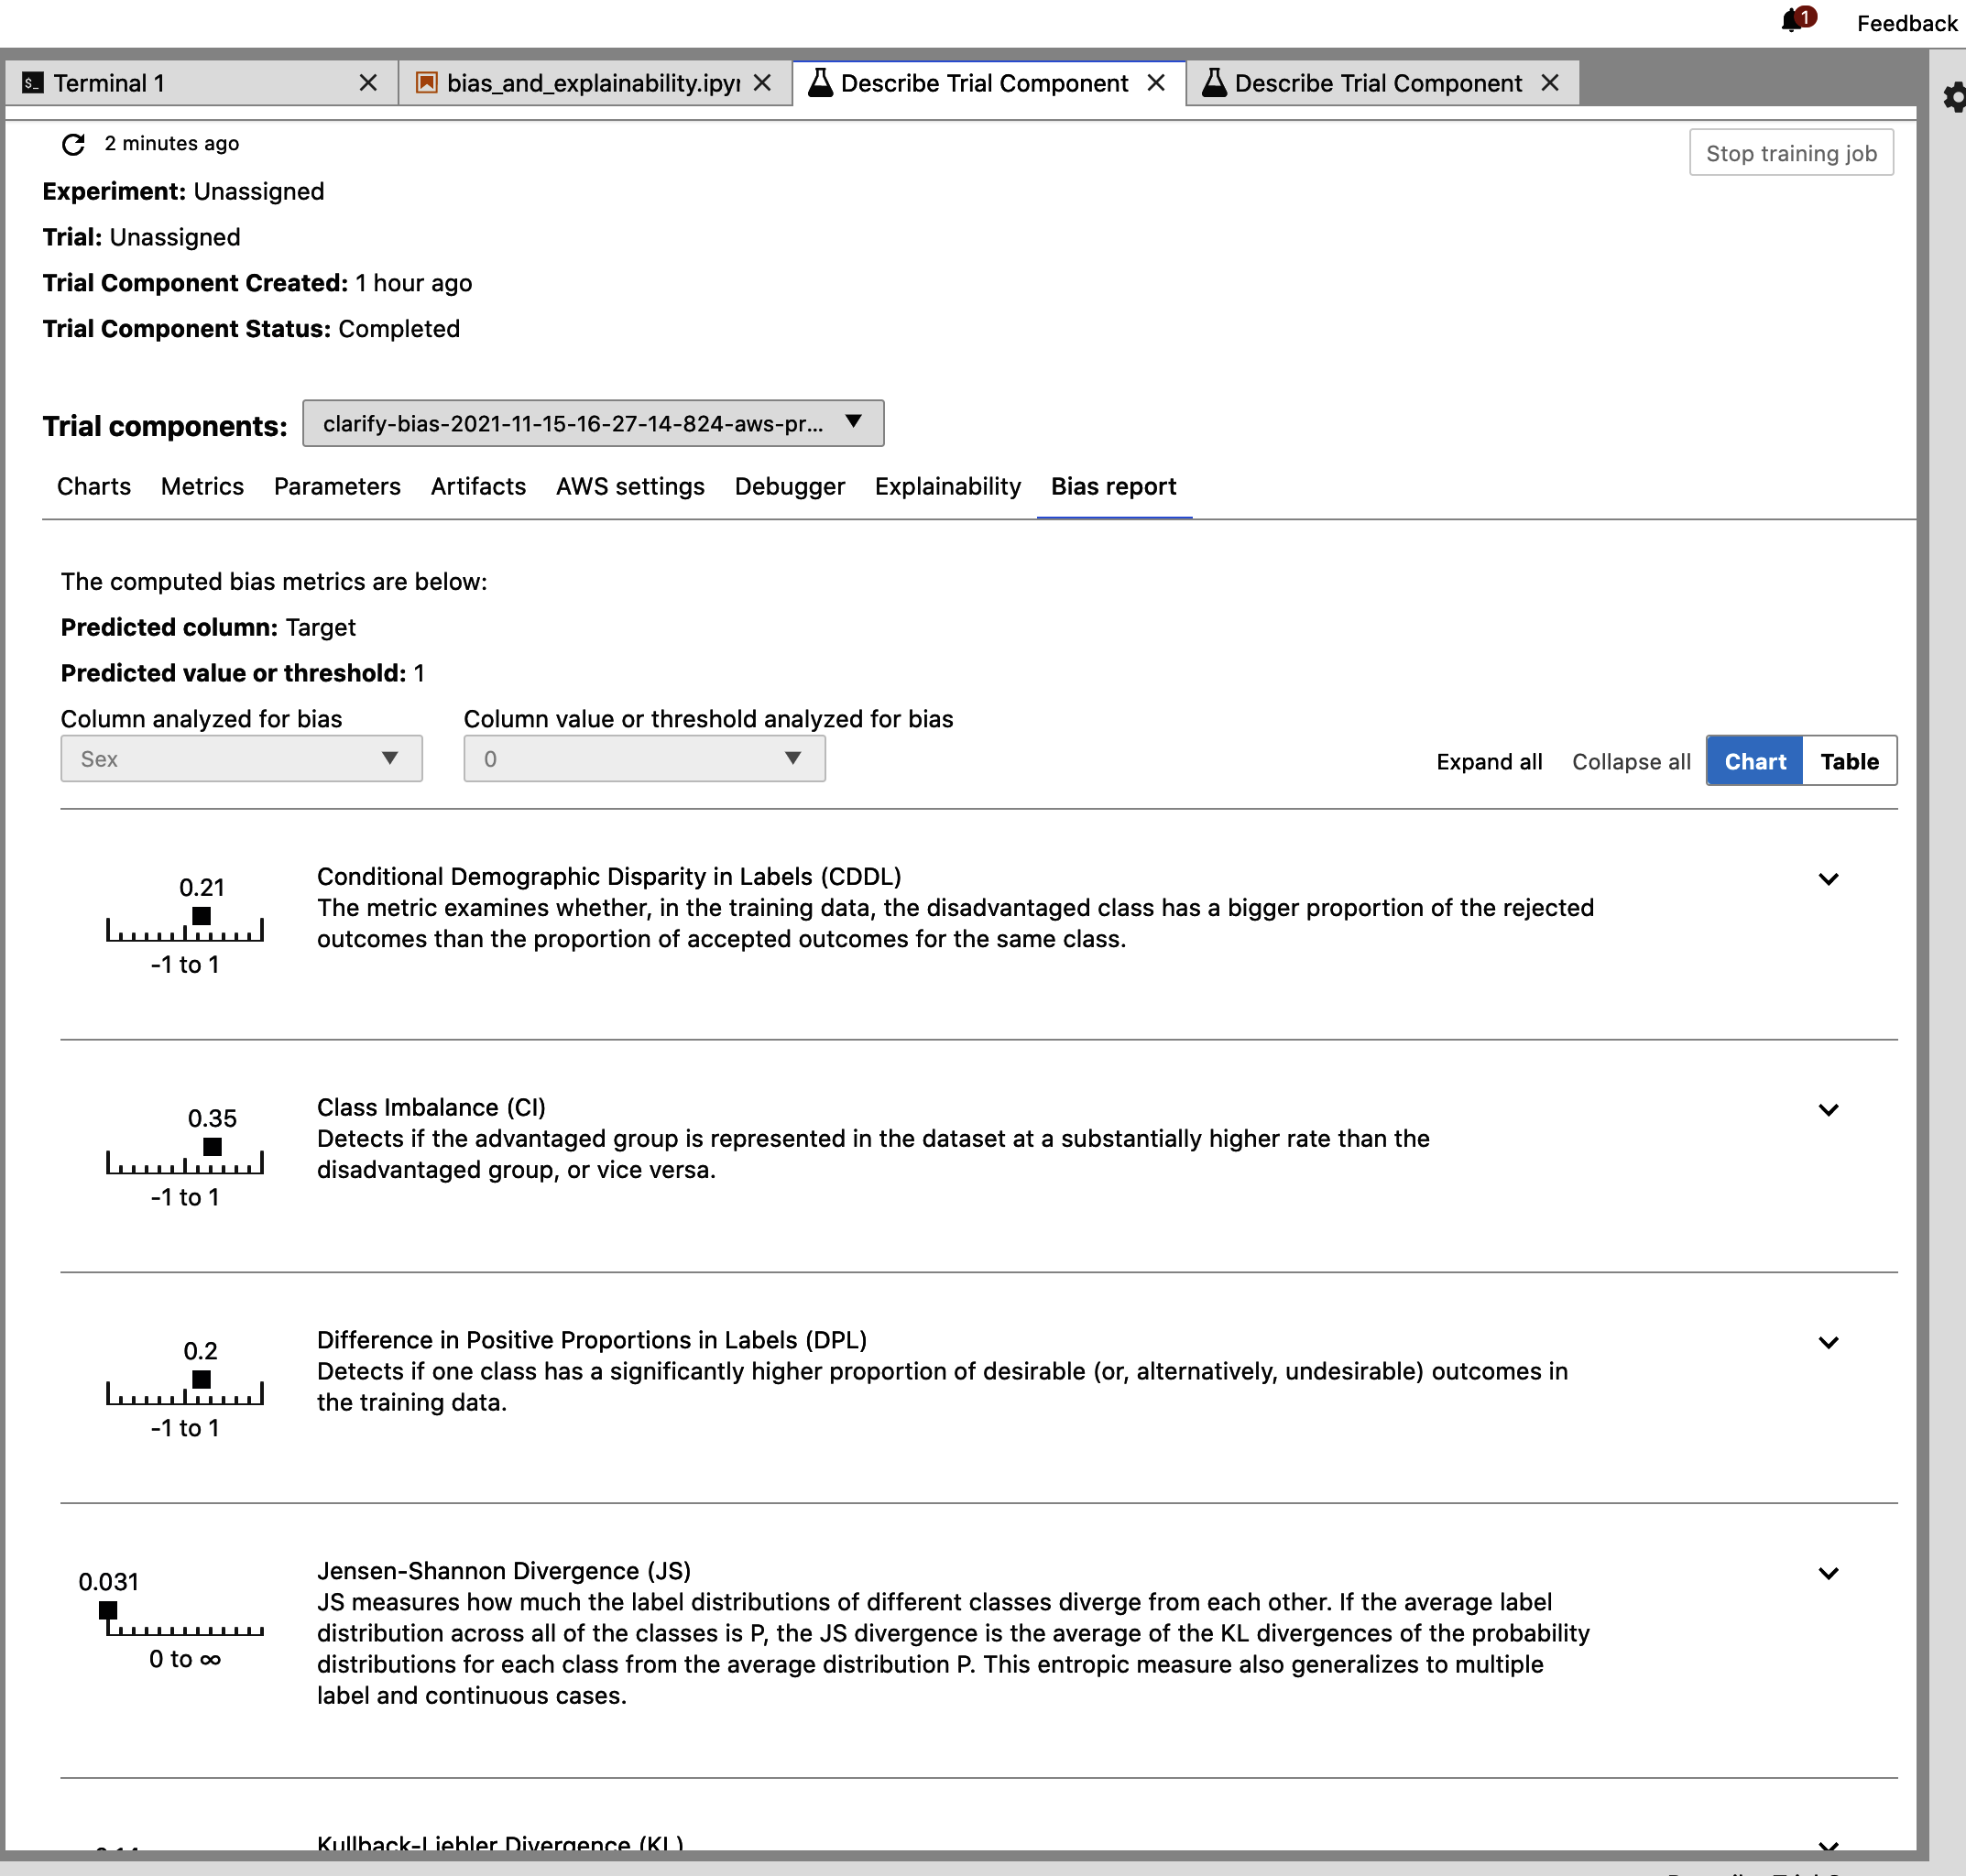 1
Feedback
Terminal 1
bias_and_explainability.ipyr
Describe Trial Component
Describe Trial Component
2 minutes ago
Stop training job
Experiment: Unassigned
Trial: Unassigned
Trial Component Created: 1 hour ago
Trial Component Status: Completed
Trial components: clarify-bias-2021-11-15-16-27-14-824-aws-pr...
Charts Metrics Parameters Artifacts AWS settings Debugger Explainability Bias report
The computed bias metrics are below:
Predicted column: Target
Predicted value or threshold: 1
Column analyzed for bias
Column value or threshold analyzed for bias
Sex
0
Expand all Collapse all Chart Table
0.21
-1 to 1
Conditional Demographic Disparity in Labels (CDDL)
The metric examines whether, in the training data, the disadvantaged class has a bigger proportion of the rejected
outcomes than the proportion of accepted outcomes for the same class.
0.35
-1 to 1
Class Imbalance (CI)
Detects if the advantaged group is represented in the dataset at a substantially higher rate than the
disadvantaged group, or vice versa.
0.2
-1 to 1
Difference in Positive Proportions in Labels (DPL)
Detects if one class has a significantly higher proportion of desirable (or, alternatively, undesirable) outcomes in
the training data.
0.031
0 to ∞
Jensen-Shannon Divergence (JS)
JS measures how much the label distributions of different classes diverge from each other. If the average label
distribution across all of the classes is P, the JS divergence is the average of the KL divergences of the probability
distributions for each class from the average distribution P. This entropic measure also generalizes to multiple
label and continuous cases.
Kullback-Liebler Divergence (KL)